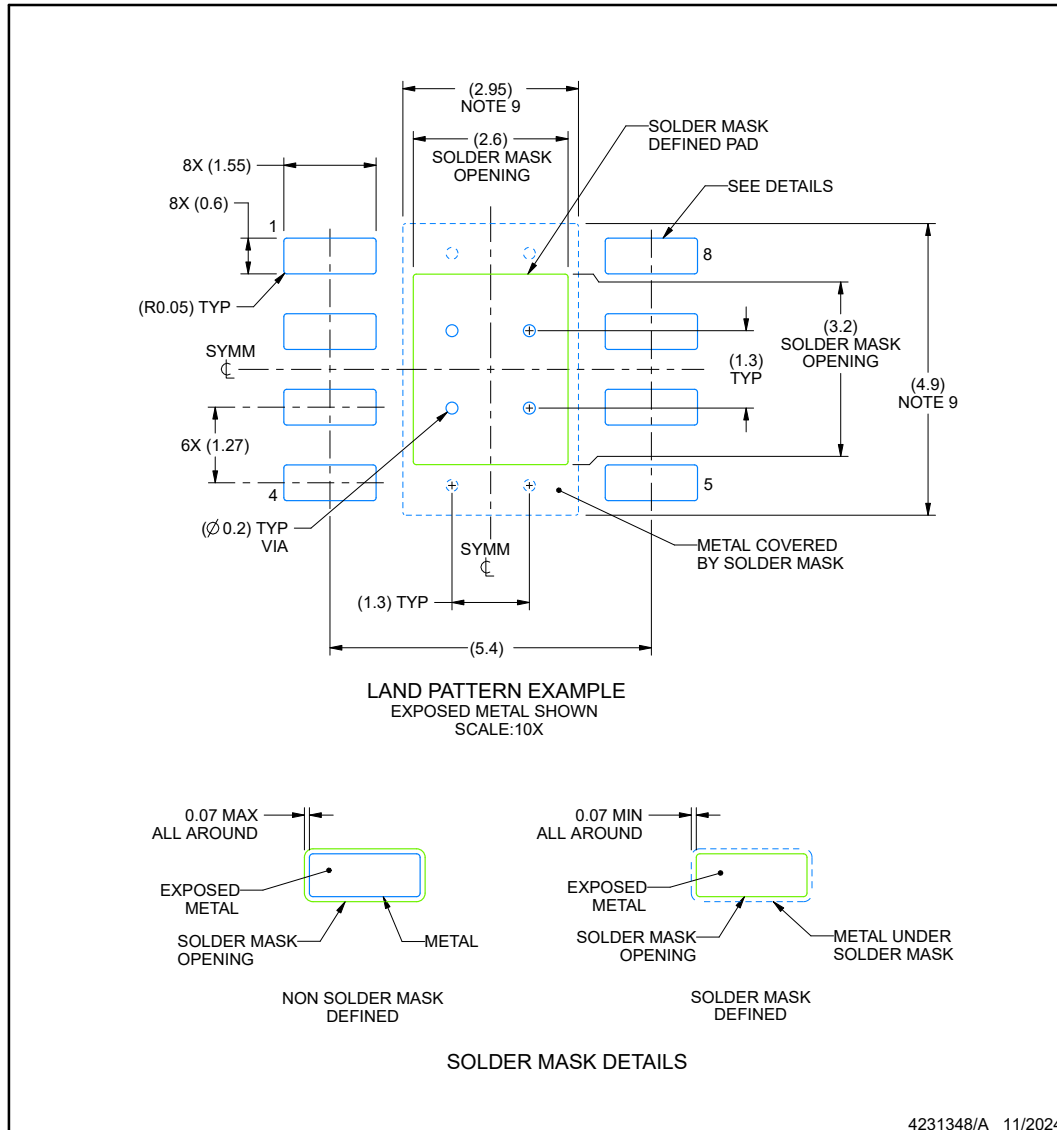 (2.95)
NOTE 9
(2.6)
SOLDER MASK
OPENING
SOLDER MASK
DEFINED PAD
8X (1.55)
SEE DETAILS
8X (0.6)
1
8
(R0.05) TYP
SYMM
℄
(3.2)
SOLDER MASK
OPENING
(1.3)
TYP
(4.9)
NOTE 9
6X (1.27)
4
5
(Ø 0.2) TYP
VIA
SYMM
℄
METAL COVERED
BY SOLDER MASK
(1.3) TYP
(5.4)
LAND PATTERN EXAMPLE
EXPOSED METAL SHOWN
SCALE:10X
0.07 MAX
ALL AROUND
EXPOSED
METAL
SOLDER MASK
OPENING
METAL
NON SOLDER MASK
DEFINED
0.07 MIN
ALL AROUND
EXPOSED
METAL
SOLDER MASK
OPENING
METAL UNDER
SOLDER MASK
SOLDER MASK
DEFINED
SOLDER MASK DETAILS
4231348/A 11/2024